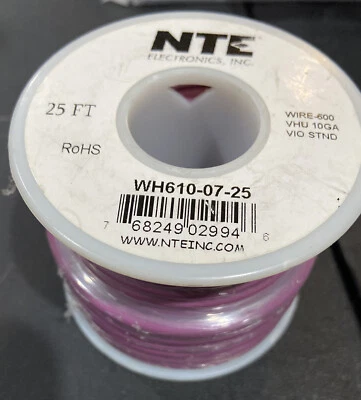 NTE
ELECTRONICS, INC.
25 FT
RoHS
WIRE-600
VHU 10GA
VIO STND
WH610-07-25
7 68249 02994 6
WWW.NTEINC.COM